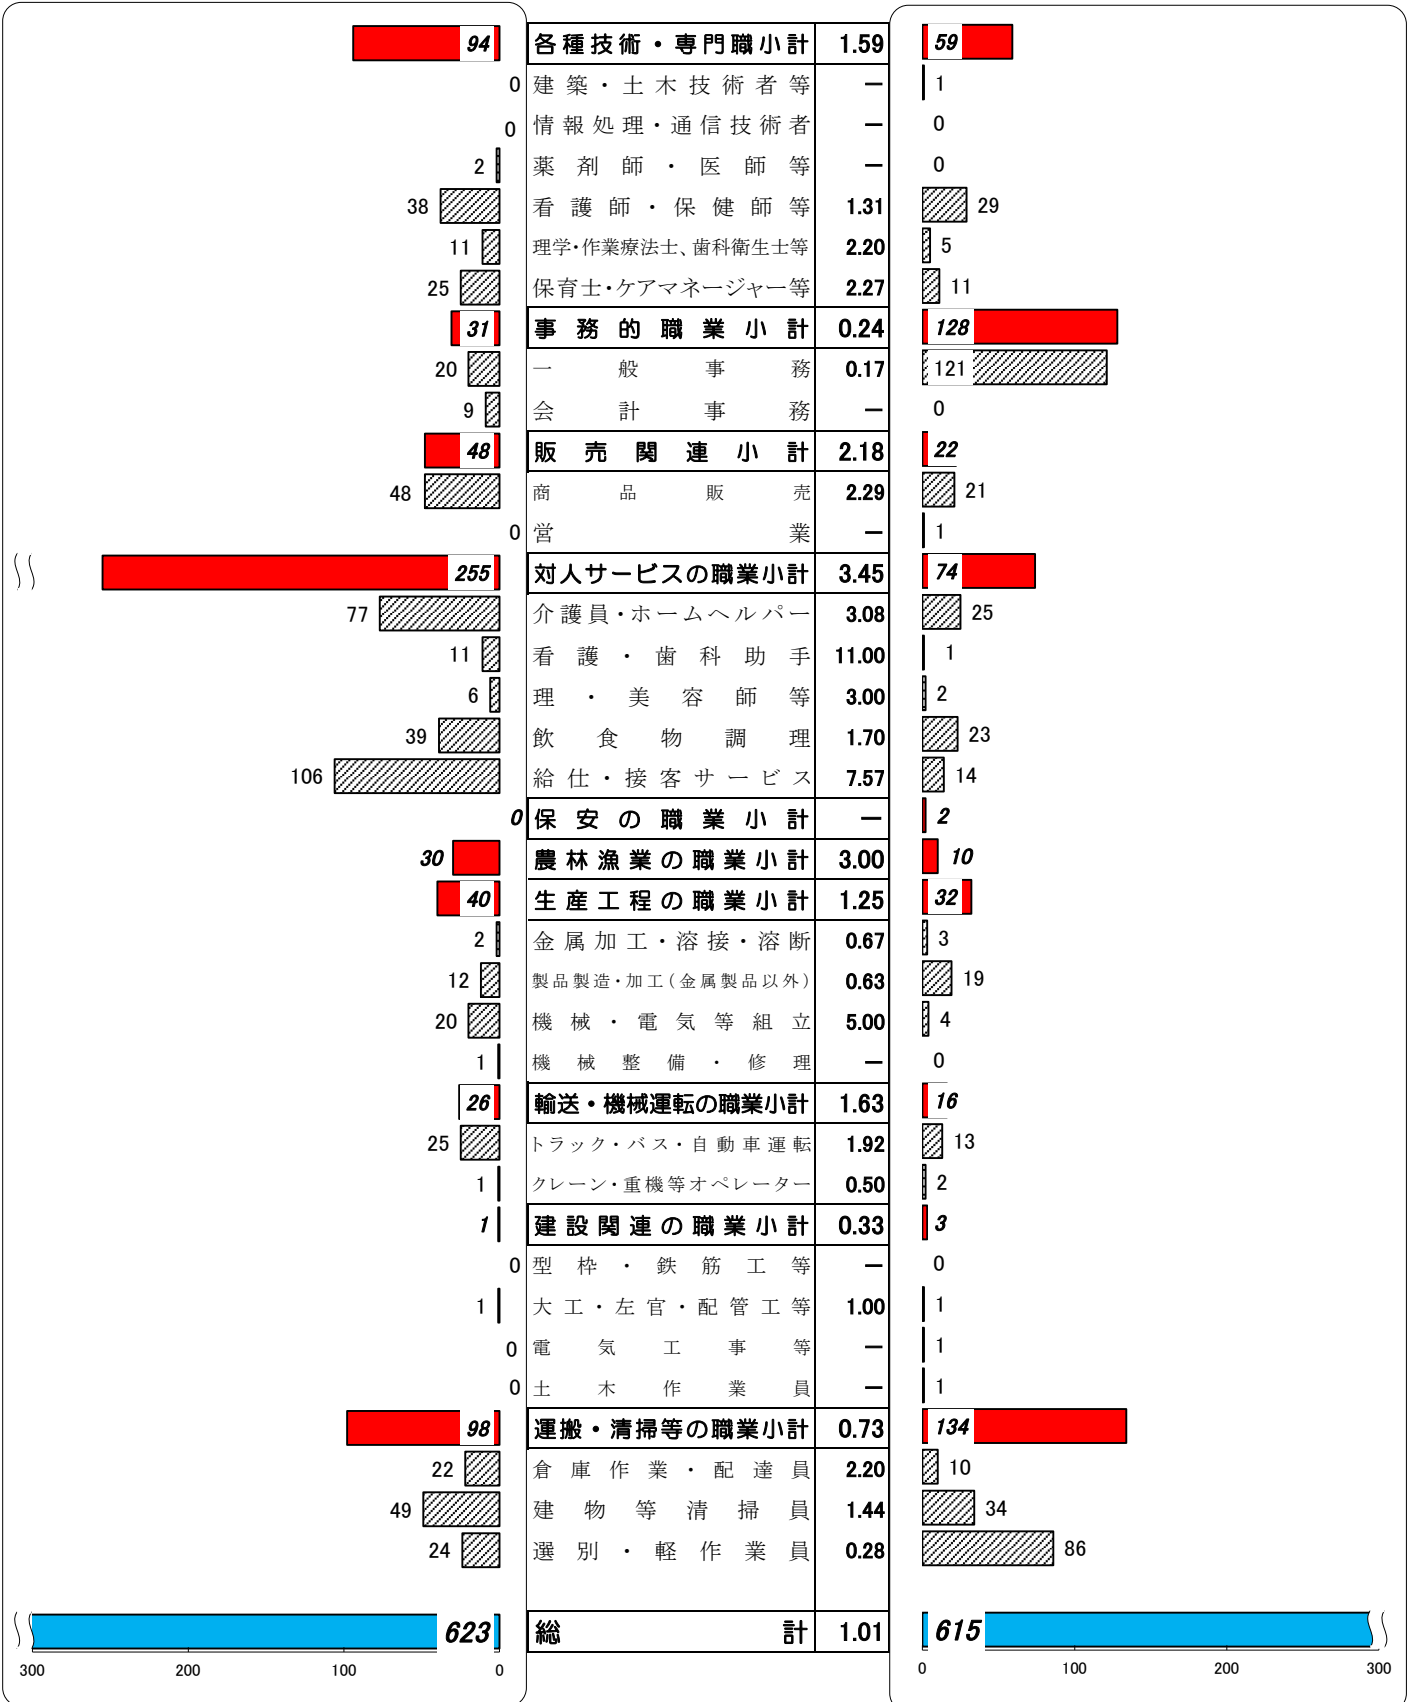 94 各種技術・専門職小計 1.59 59
0 建築・土木技術者等 — 1
0 情報処理・通信技術者 — 0
2 薬剤師・医師等 — 0
38 看護師・保健師等 1.31 29
11 理学・作業療法士、歯科衛生士等 2.20 5
25 保育士・ケアマネージャー等 2.27 11
31 事務的職業小計 0.24 128
20 一般事務 0.17 121
9 会計事務 — 0
48 販売関連小計 2.18 22
48 商品販売 2.29 21
0 営業 — 1
255 対人サービスの職業小計 3.45 74
77 介護員・ホームヘルパー 3.08 25
11 看護・歯科助手 11.00 1
6 理・美容師等 3.00 2
39 飲食物調理 1.70 23
106 給仕・接客サービス 7.57 14
0 保安の職業小計 — 2
30 農林漁業の職業小計 3.00 10
40 生産工程の職業小計 1.25 32
2 金属加工・溶接・溶断 0.67 3
12 製品製造・加工(金属製品以外) 0.63 19
20 機械・電気等組立 5.00 4
1 機械整備・修理 — 0
26 輸送・機械運転の職業小計 1.63 16
25 トラック・バス・自動車運転 1.92 13
1 クレーン・重機等オペレーター 0.50 2
1 建設関連の職業小計 0.33 3
0 型枠・鉄筋工等 — 0
1 大工・左官・配管工等 1.00 1
0 電気工事等 — 1
0 土木作業員 — 1
98 運搬・清掃等の職業小計 0.73 134
22 倉庫作業・配達員 2.20 10
49 建物等清掃員 1.44 34
24 選別・軽作業員 0.28 86
623 総計 1.01 615
300 200 100 0 0 100 200 300